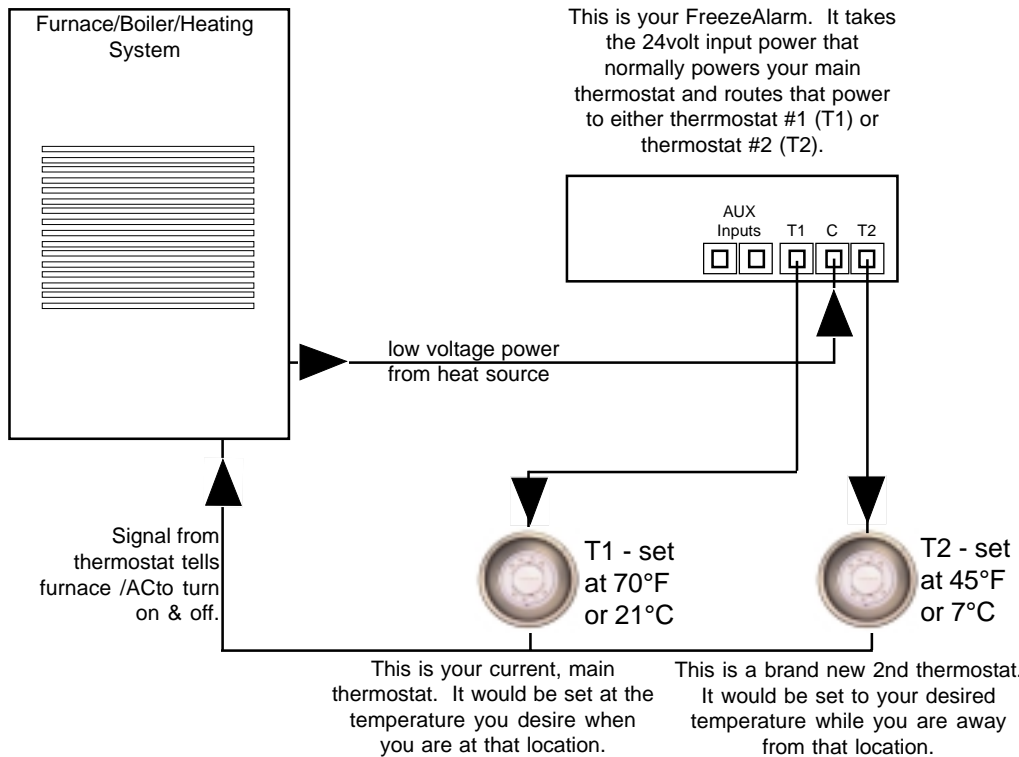 Furnace/Boiler/Heating
System
This is your FreezeAlarm. It takes
the 24volt input power that
normally powers your main
thermostat and routes that power
to either therrmostat #1 (T1) or
thermostat #2 (T2).
AUX
Inputs T1 C T2
low voltage power
from heat source
Signal from
thermostat tells
furnace /ACto turn
on & off.
T1 - set
at 70°F
or 21°C
T2 - set
at 45°F
or 7°C
This is your current, main
thermostat. It would be set at the
temperature you desire when
you are at that location.
This is a brand new 2nd thermostat.
It would be set to your desired
temperature while you are away
from that location.